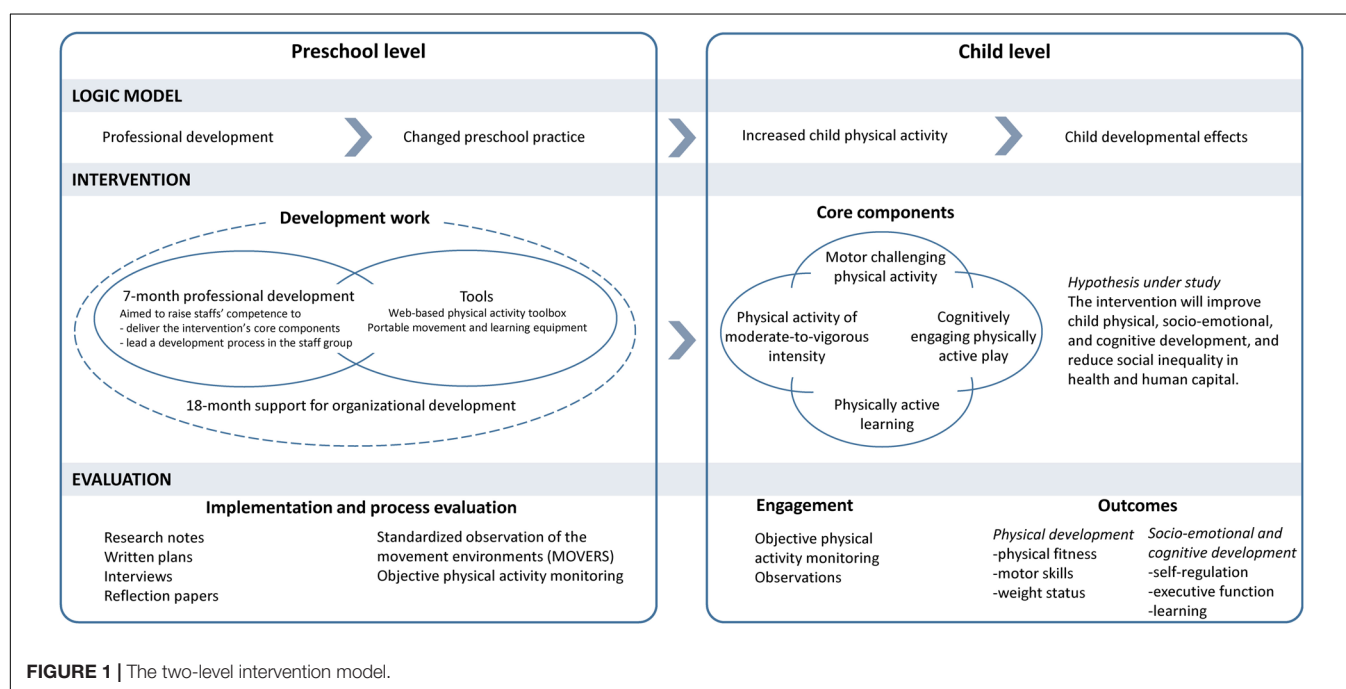 Preschool level
Child level
LOGIC MODEL
Professional development
Changed preschool practice
Increased child physical activity
Child developmental effects
INTERVENTION
Development work
7-month professional development
Aimed to raise staffs' competence to
- deliver the intervention's core components
- lead a development process in the staff group
Tools
Web-based physical activity toolbox
Portable movement and learning equipment
18-month support for organizational development
Core components
Motor challenging
physical activity
Physical activity of
moderate-to-vigorous
intensity
Cognitively
engaging physically
active play
Physically active
learning
Hypothesis under study
The intervention will improve
child physical, socio-emotional,
and cognitive development, and
reduce social inequality in
health and human capital.
EVALUATION
Implementation and process evaluation
Research notes
Written plans
Interviews
Reflection papers
Standardized observation of the
movement environments (MOVERS)
Objective physical activity monitoring
Engagement
Objective physical
activity monitoring
Observations
Outcomes
Physical development
-physical fitness
-motor skills
-weight status
Socio-emotional and
cognitive development
-self-regulation
-executive function
-learning
FIGURE 1 | The two-level intervention model.